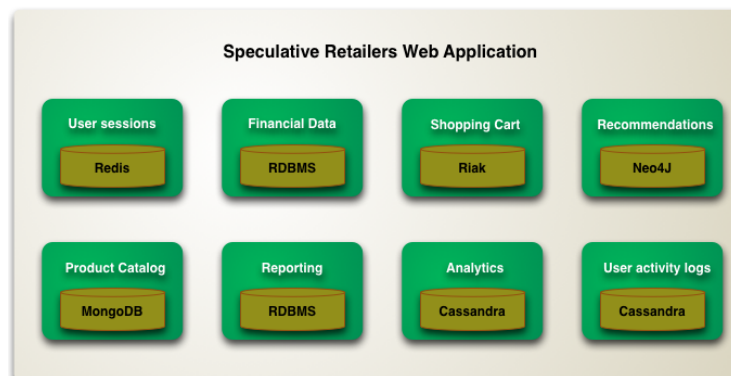 Speculative Retailers Web Application
User sessions
Redis
Financial Data
RDBMS
Shopping Cart
Riak
Recommendations
Neo4J
Product Catalog
MongoDB
Reporting
RDBMS
Analytics
Cassandra
User activity logs
Cassandra